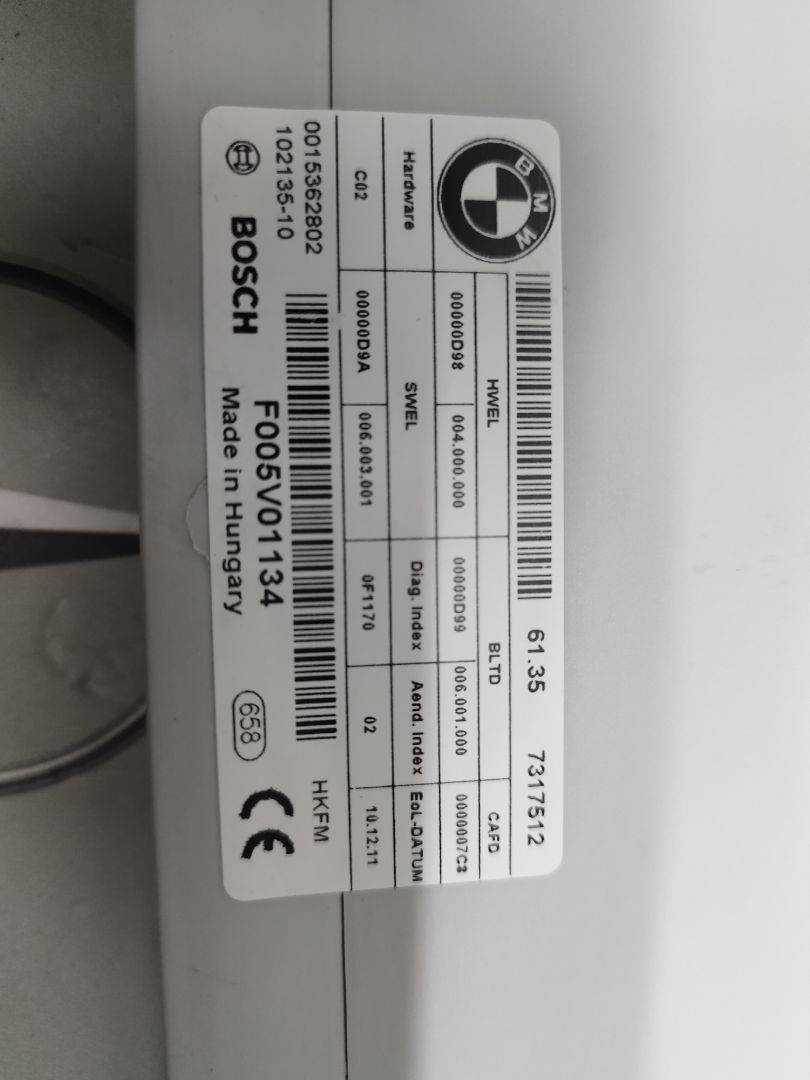 BMW
61.35 7317512
HWEL BLTD CAFD
00000D98 004.000.000 00000D99 006.001.000
Hardware SWEL Diag. Index Aend. Index EoL-DATUM
C02 00000D9A 006.003.001 0F1170 02 10.12.11
0015362802 HKFM
102135-10 F005V01134
BOSCH Made in Hungary 658 CE